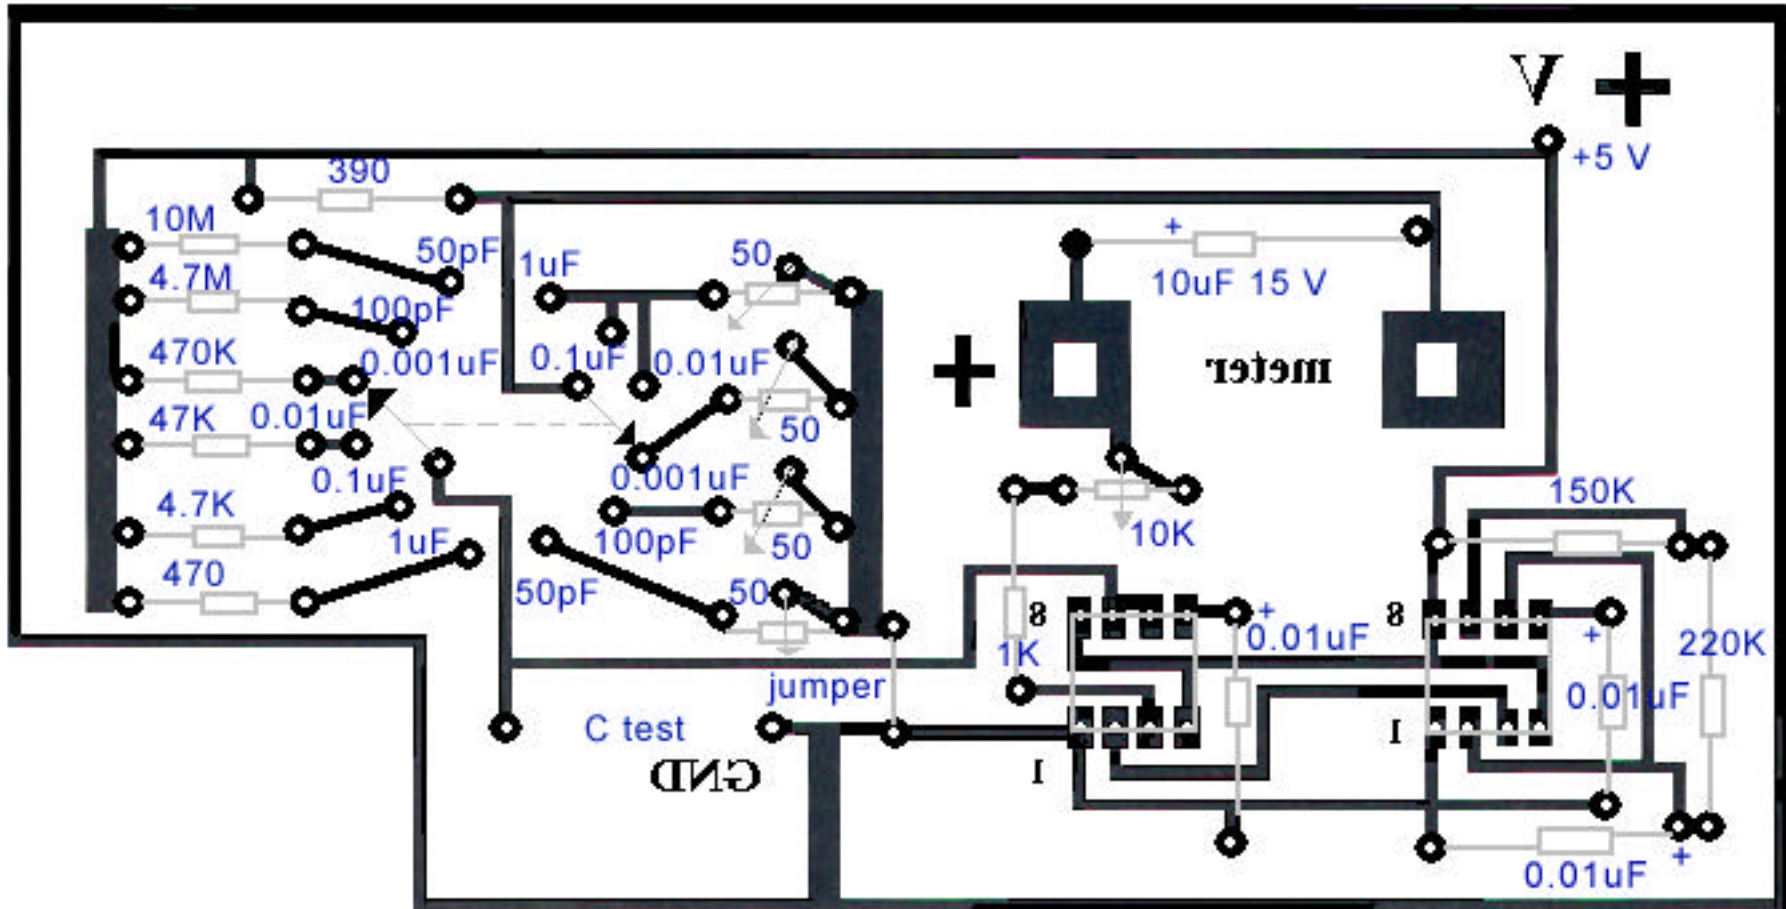 V +
+5 V
390
10M
50pF
1uF
50
+
10uF 15 V
4.7M
100pF
470K
0.001uF
0.1uF
0.01uF
+
meter
47K
0.01uF
50
0.1uF
0.001uF
4.7K
1uF
100pF
50
10K
150K
470
50pF
50
8
+
0.01uF
8
+
220K
1K
jumper
0.01uF
C test
1
GND
1
+
0.01uF